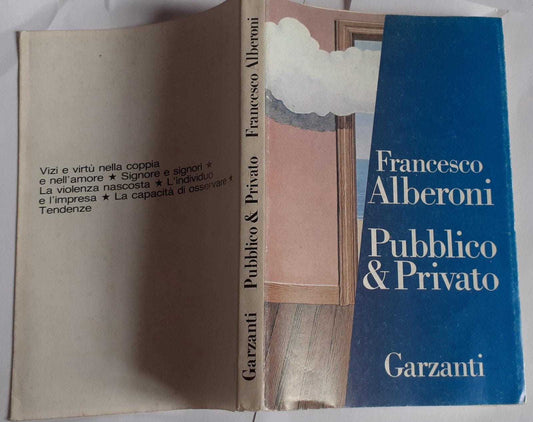 Vizi e virtù nella coppia
e nell'amore ★ Signore e signori ★
La violenza nascosta ★ L'individuo
e l'impresa ★ La capacità di osservare ★
Tendenze
Garzanti Pubblico & Privato Francesco Alberoni
Francesco
Alberoni
Pubblico
& Privato
Garzanti